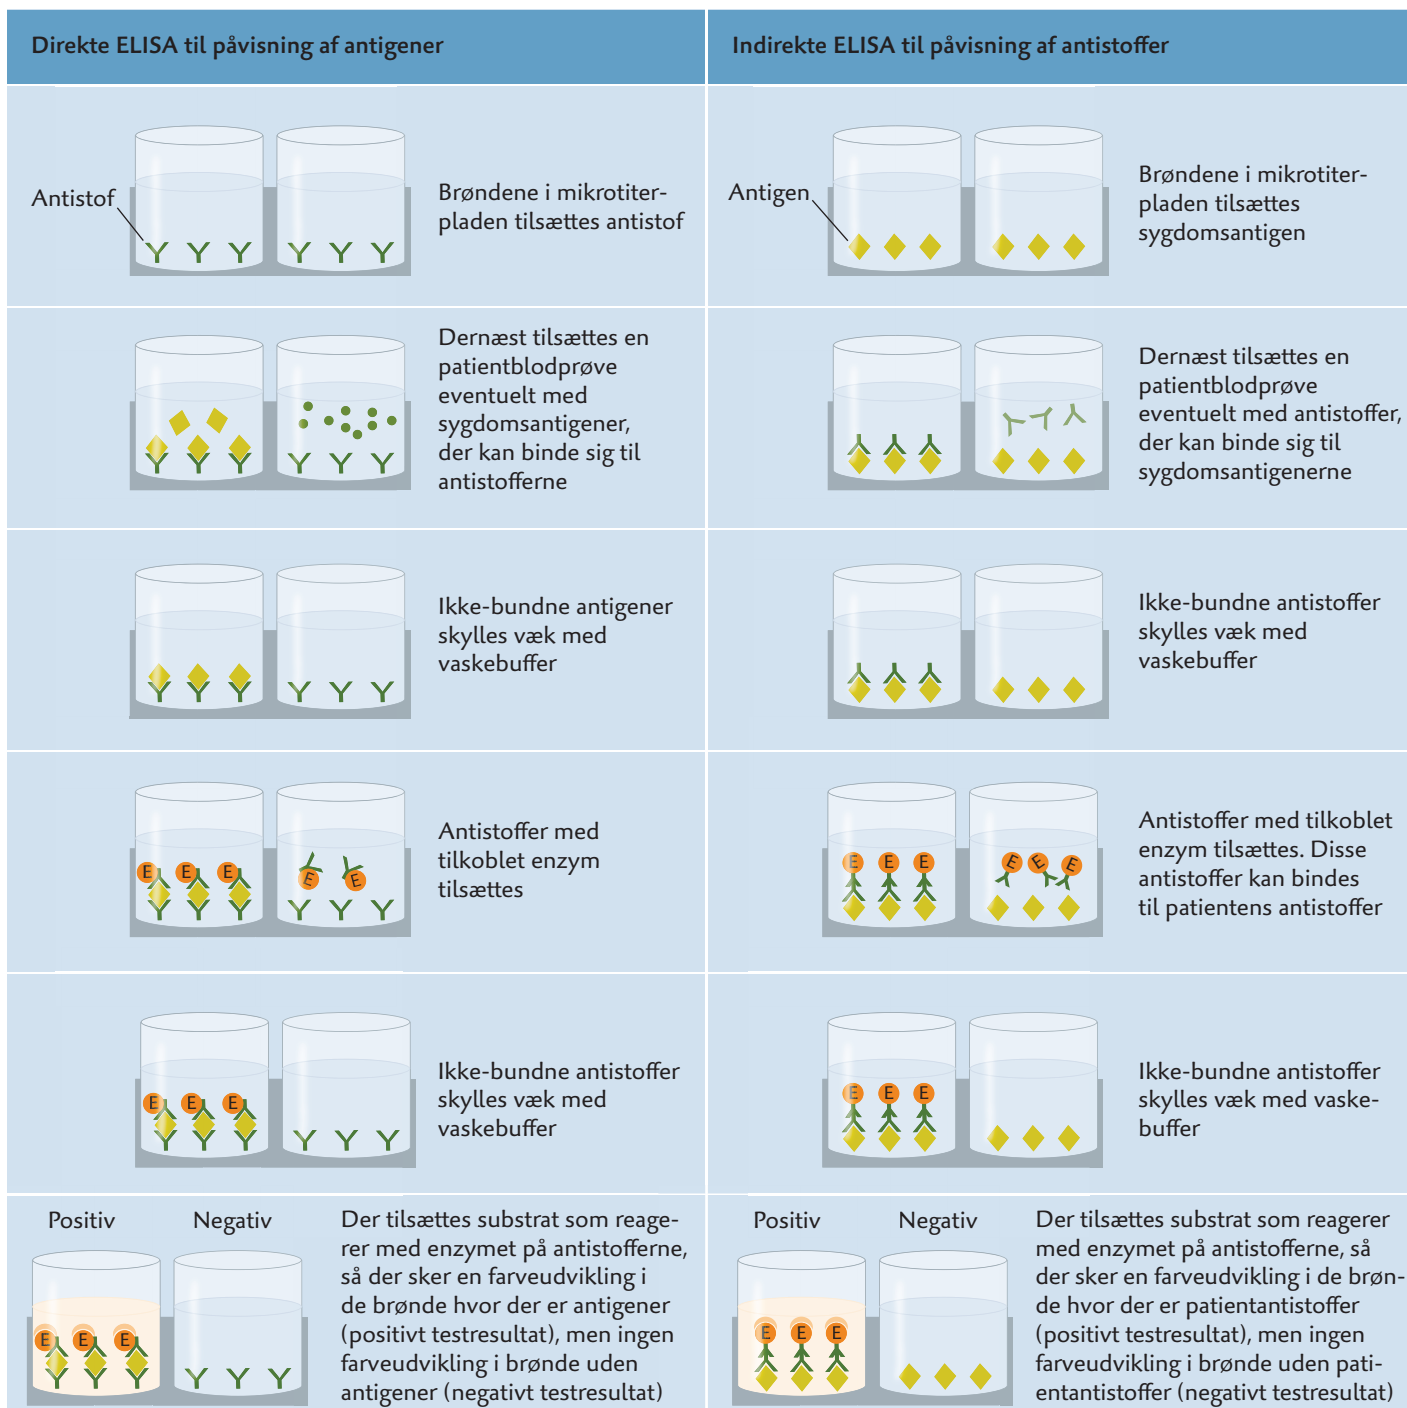 Direkte ELISA til påvisning af antigener
Indirekte ELISA til påvisning af antistoffer
Antistof
Brøndene i mikrotiter-
pladen tilsættes antistof
Antigen
Brøndene i mikrotiter-
pladen tilsættes
sygdomsantigen
Dernæst tilsættes en
patientblodprøve
eventuelt med
sygdomsantigener,
der kan binde sig til
antistofferne
Dernæst tilsættes en
patientblodprøve
eventuelt med antistoffer,
der kan binde sig til
sygdomsantigenerne
Ikke-bundne antigener
skylles væk med
vaskebuffer
Ikke-bundne antistoffer
skylles væk med
vaskebuffer
E E E E E
Antistoffer med
tilkoblet enzym
tilsættes
E E E E E E
Antistoffer med tilkoblet
enzym tilsættes. Disse
antistoffer kan bindes
til patientens antistoffer
E E E
Ikke-bundne antistoffer
skylles væk med
vaskebuffer
E E E
Ikke-bundne antistoffer
skylles væk med vaske-
buffer
Positiv Negativ
E E E
Der tilsættes substrat som reage-
rer med enzymet på antistofferne,
så der sker en farveudvikling i
de brønde hvor der er antigener
(positivt testresultat), men ingen
farveudvikling i brønde uden
antigener (negativt testresultat)
Positiv Negativ
E E E
Der tilsættes substrat som reagerer
med enzymet på antistofferne, så
der sker en farveudvikling i de brøn-
de hvor der er patientantistoffer
(positivt testresultat), men ingen
farveudvikling i brønde uden pati-
entantistoffer (negativt testresultat)